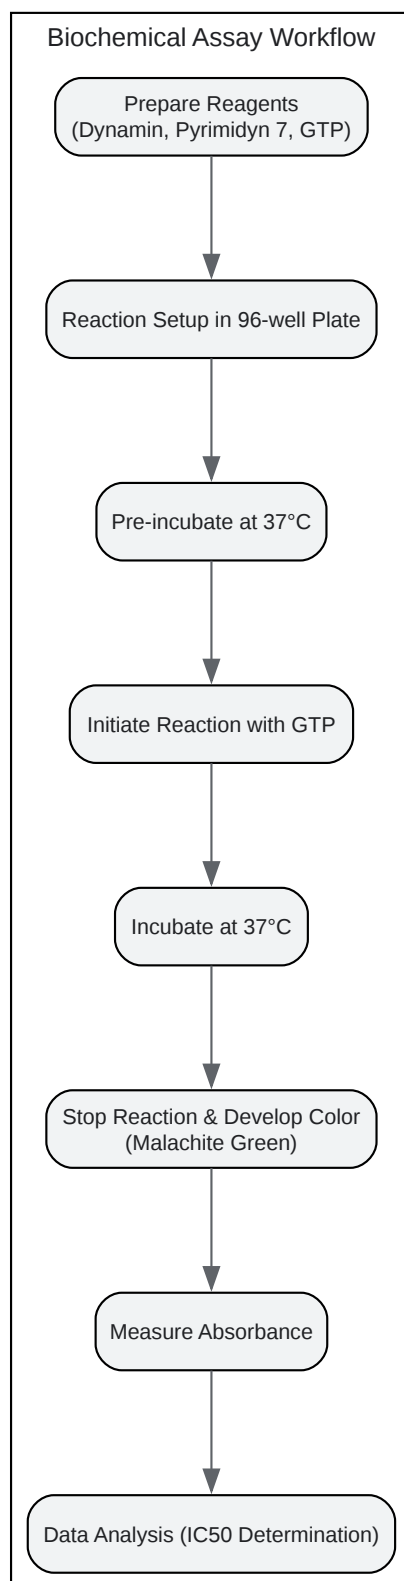 Biochemical Assay Workflow
Prepare Reagents
(Dynamin, Pyrimidyn 7, GTP)
Reaction Setup in 96-well Plate
Pre-incubate at 37°C
Initiate Reaction with GTP
Incubate at 37°C
Stop Reaction & Develop Color
(Malachite Green)
Measure Absorbance
Data Analysis (IC50 Determination)